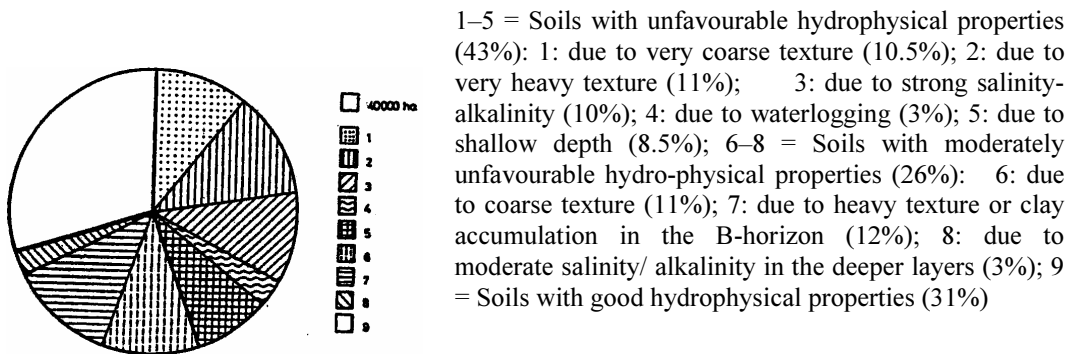 40000 ha
1
2
3
4
5
6
7
8
9
1–5 = Soils with unfavourable hydrophysical properties
(43%): 1: due to very coarse texture (10.5%); 2: due to
very heavy texture (11%); 3: due to strong salinity-
alkalinity (10%); 4: due to waterlogging (3%); 5: due to
shallow depth (8.5%); 6–8 = Soils with moderately
unfavourable hydro-physical properties (26%): 6: due
to coarse texture (11%); 7: due to heavy texture or clay
accumulation in the B-horizon (12%); 8: due to
moderate salinity/ alkalinity in the deeper layers (3%); 9
= Soils with good hydrophysical properties (31%)